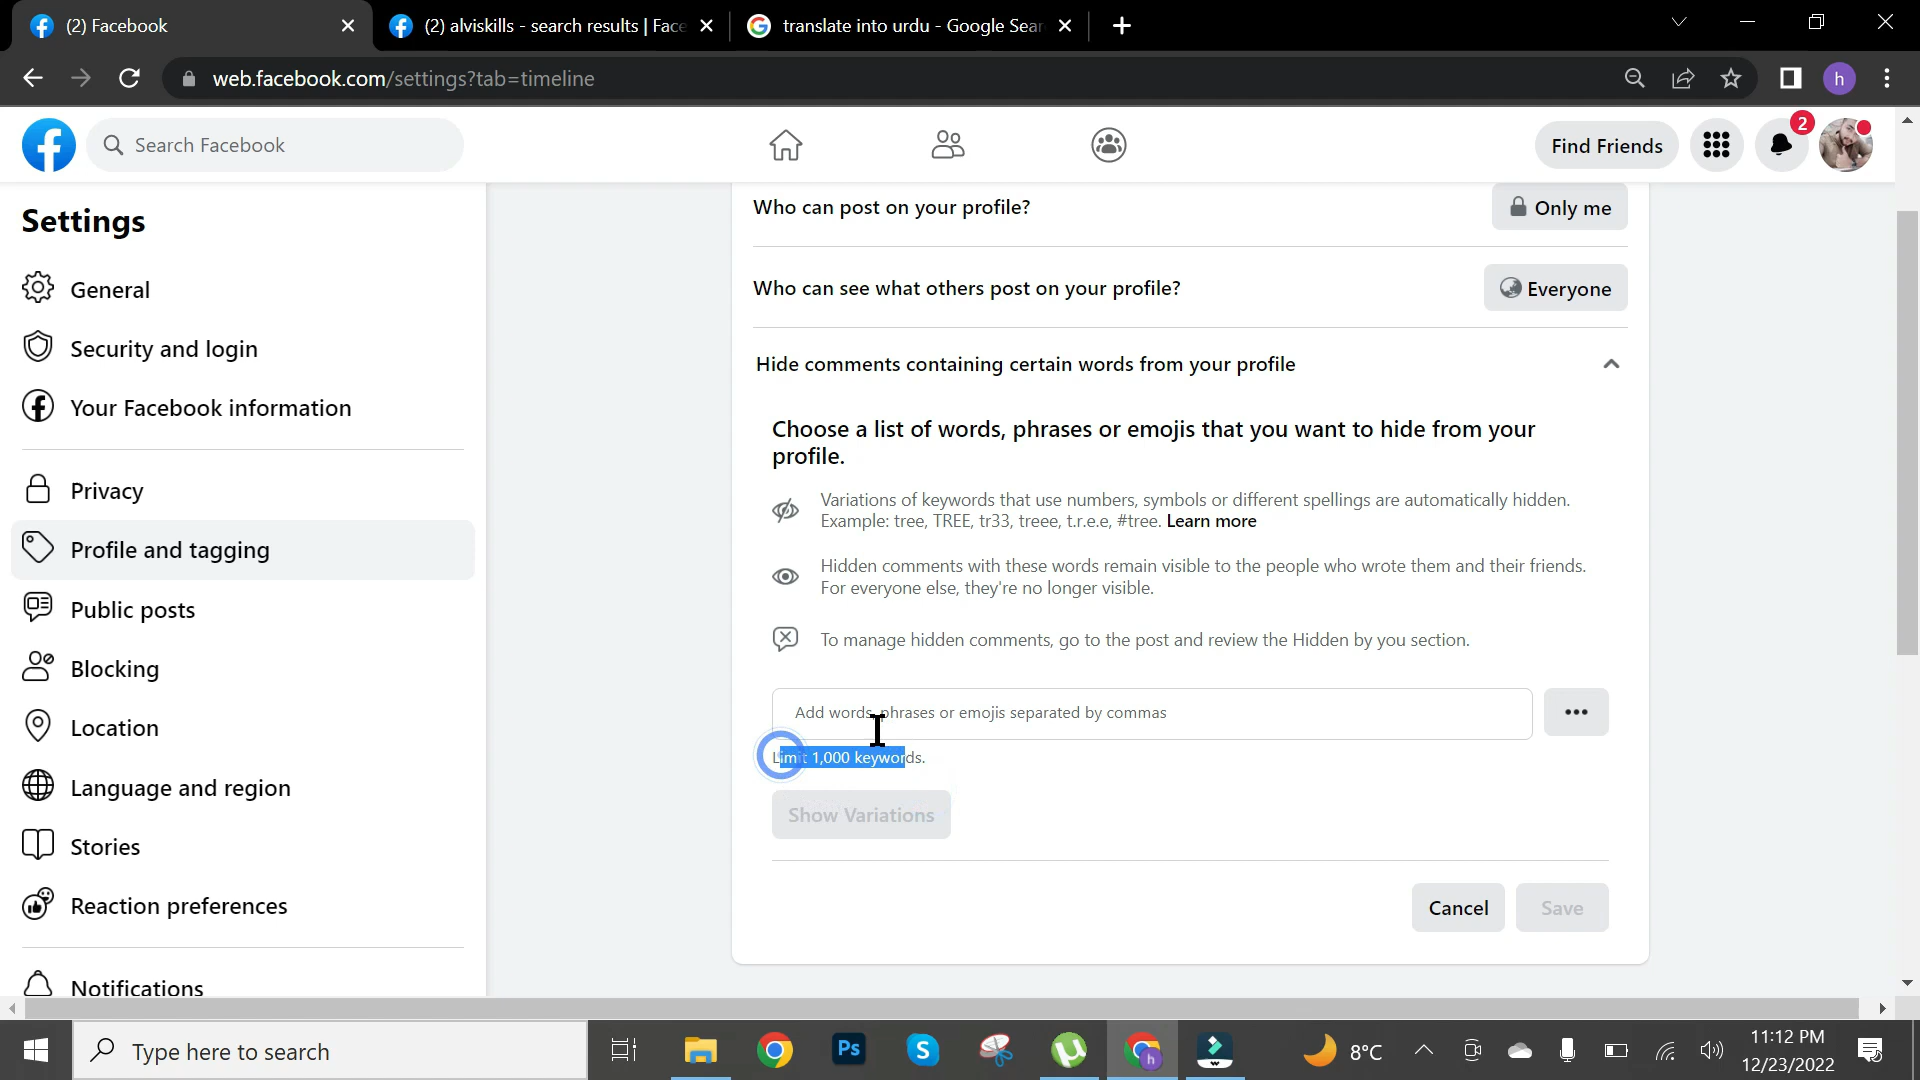 (2) Facebook
(2) alviskills - search results | Face
translate into urdu - Google Sear
web.facebook.com/settings?tab=timeline
h
Search Facebook
Find Friends
2
Settings
General
Security and login
Your Facebook information
Privacy
Profile and tagging
Public posts
Blocking
Location
Language and region
Stories
Reaction preferences
Notifications
Who can post on your profile?
Only me
Who can see what others post on your profile?
Everyone
Hide comments containing certain words from your profile
Choose a list of words, phrases or emojis that you want to hide from your
profile.
Variations of keywords that use numbers, symbols or different spellings are automatically hidden.
Example: tree, TREE, tr33, treee, t.r.e.e, #tree. Learn more
Hidden comments with these words remain visible to the people who wrote them and their friends.
For everyone else, they're no longer visible.
To manage hidden comments, go to the post and review the Hidden by you section.
Add words, phrases or emojis separated by commas
Limit 1,000 keywords.
Show Variations
Cancel
Save
Type here to search
Ps
S
h
8°C
11:12 PM
12/23/2022